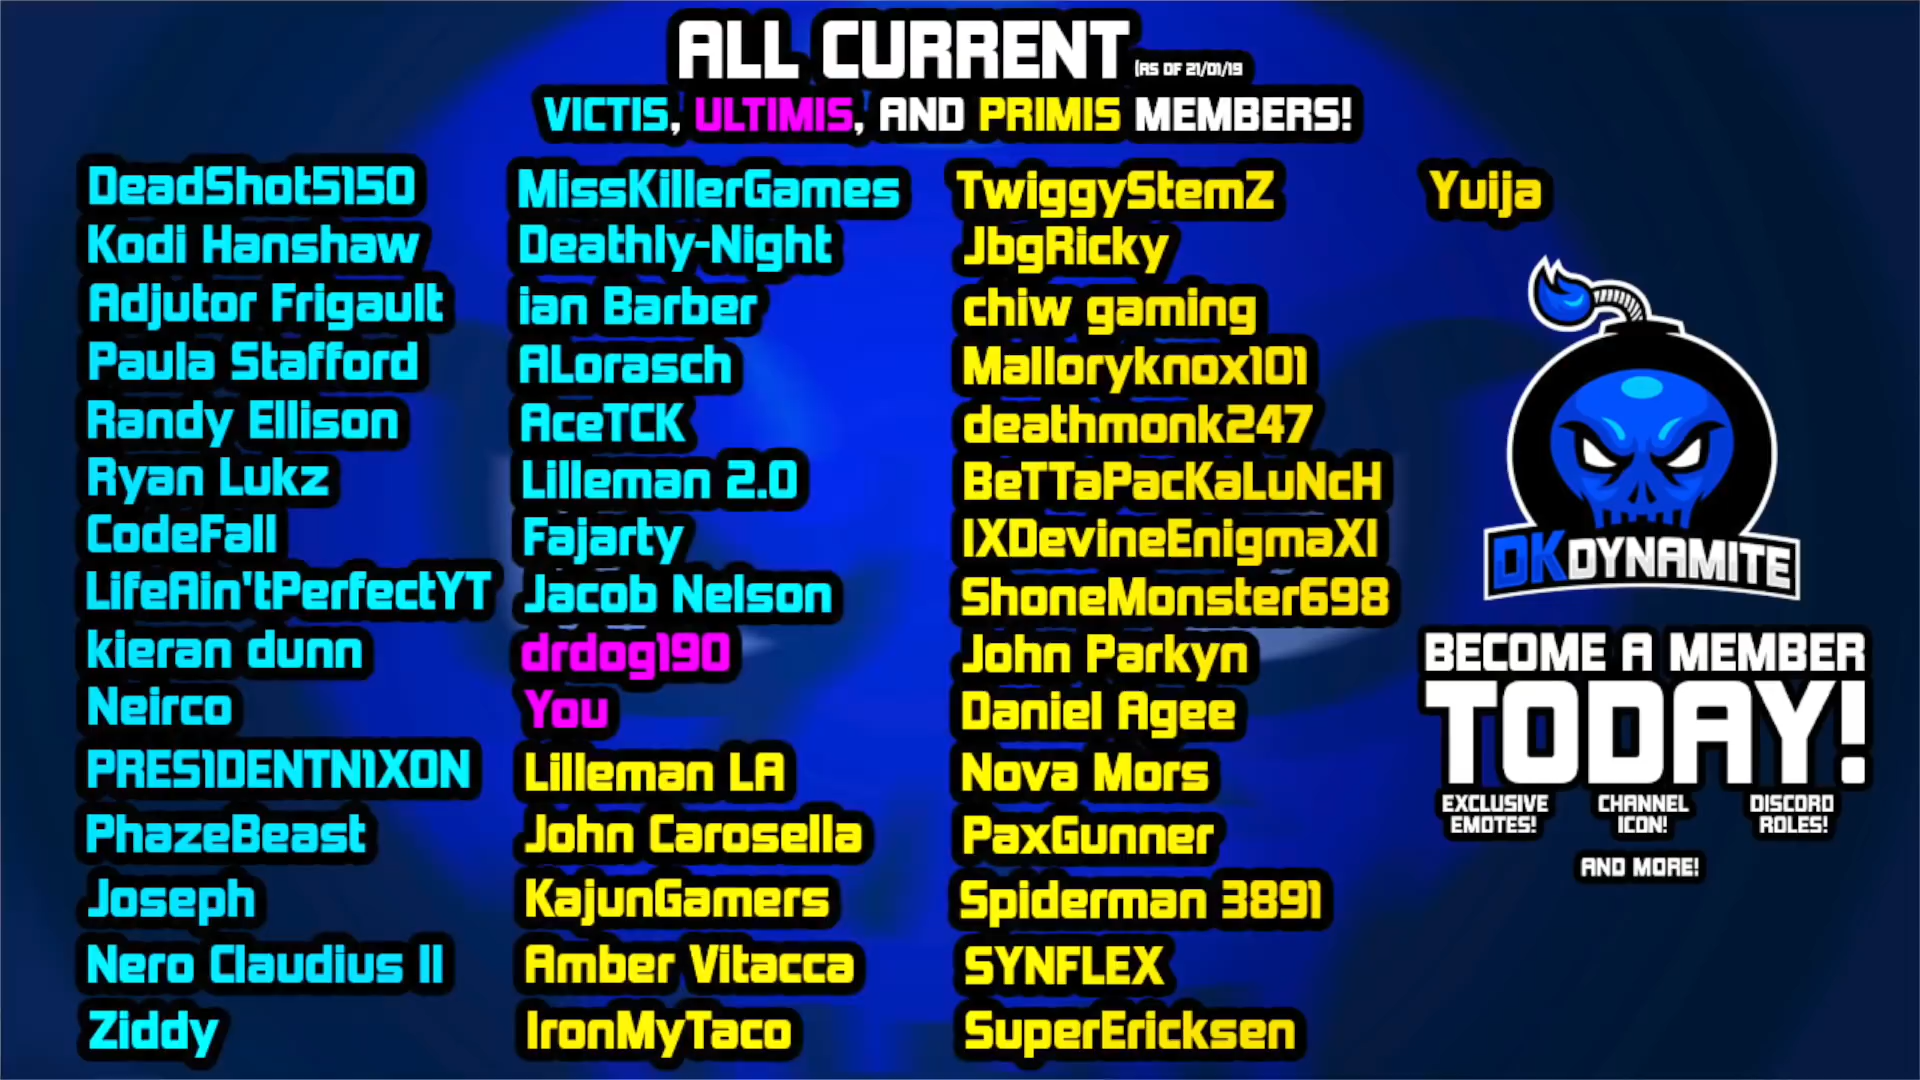 ALL CURRENT (AS OF 21/01/19
VICTIS, ULTIMIS, AND PRIMIS MEMBERS!
DeadShot5150
Kodi Hanshaw
Adjutor Frigault
Paula Stafford
Randy Ellison
Ryan Lukz
CodeFall
LifeAin'tPerfectYT
kieran dunn
Neirco
PRES1DENTN1XON
PhazeBeast
Joseph
Nero Claudius II
Ziddy
MissKillerGames
Deathly-Night
ian Barber
ALorasch
AceTCK
Lilleman 2.0
Fajarty
Jacob Nelson
drdog190
You
Lilleman LA
John Carosella
KajunGamers
Amber Vitacca
IronMyTaco
TwiggyStemZ
JbgRicky
chiw gaming
Malloryknox101
deathmonk247
BeTTaPacKaLuNcH
IXDevineEnigmaXI
ShoneMonster698
John Parkyn
Daniel Agee
Nova Mors
PaxGunner
Spiderman 3891
SYNFLEX
SuperEricksen
Yuija
DKDYNAMITE
BECOME A MEMBER
TODAY!
EXCLUSIVE
EMOTES!
CHANNEL
ICON!
DISCORD
ROLES!
AND MORE!